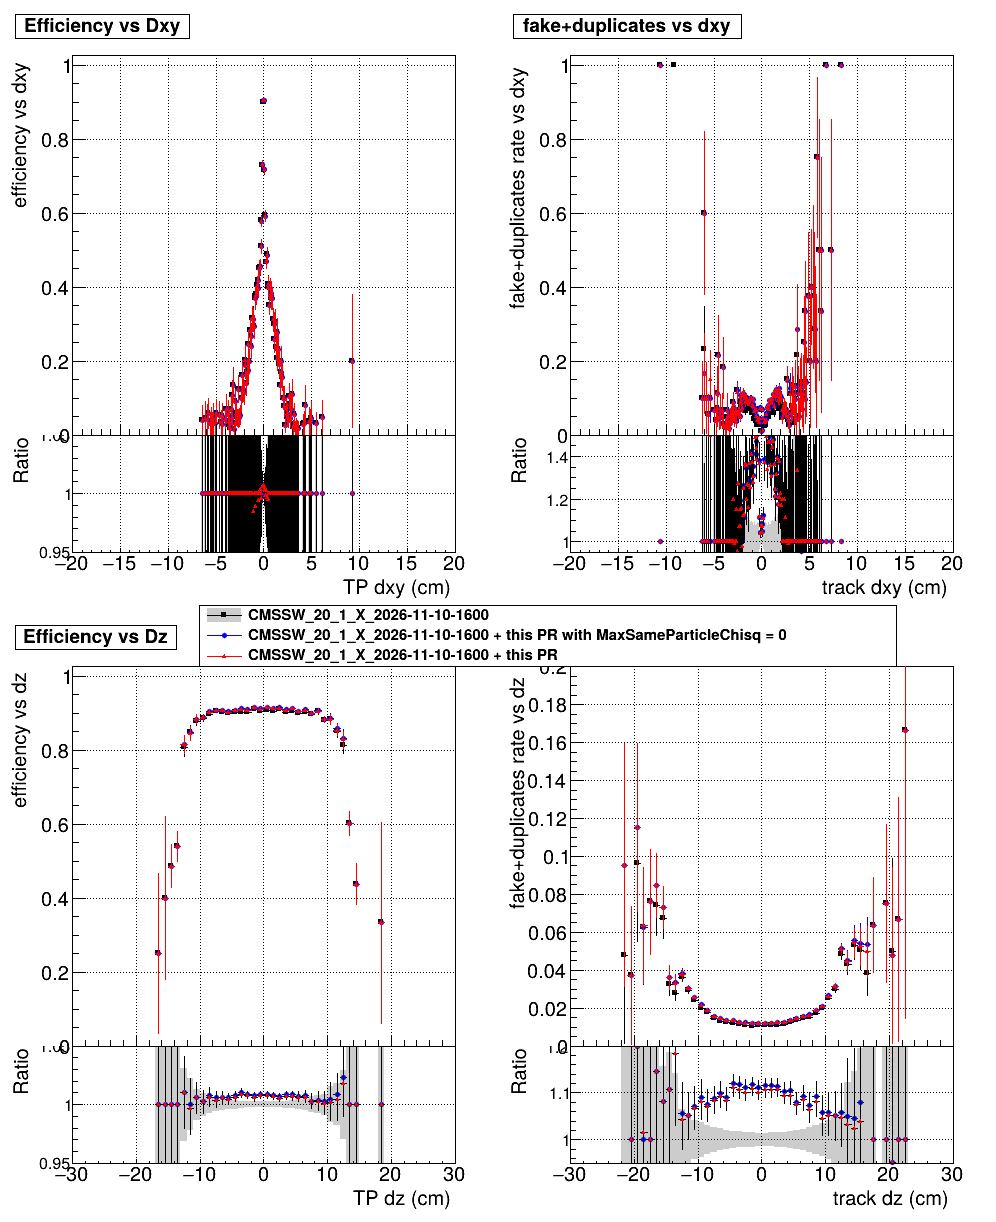 Efficiency vs Dxy
efficiency vs dxy
1
0.8
0.6
0.4
0.2
0
Ratio
1
0.95
−20 −15 −10 −5 0 5 10 15 20
TP dxy (cm)
fake+duplicates vs dxy
fake+duplicates rate vs dxy
1
0.8
0.6
0.4
0.2
0
Ratio
1.4
1.2
1
−20 −15 −10 −5 0 5 10 15 20
track dxy (cm)
CMSSW_20_1_X_2026-11-10-1600
CMSSW_20_1_X_2026-11-10-1600 + this PR with MaxSameParticleChisq = 0
CMSSW_20_1_X_2026-11-10-1600 + this PR
Efficiency vs Dz
efficiency vs dz
1
0.8
0.6
0.4
0.2
0
Ratio
1
0.95
−30 −20 −10 0 10 20 30
TP dz (cm)
fake+duplicates rate vs dz
0.2
0.18
0.16
0.14
0.12
0.1
0.08
0.06
0.04
0.02
Ratio
1.1
1
−30 −20 −10 0 10 20 30
track dz (cm)